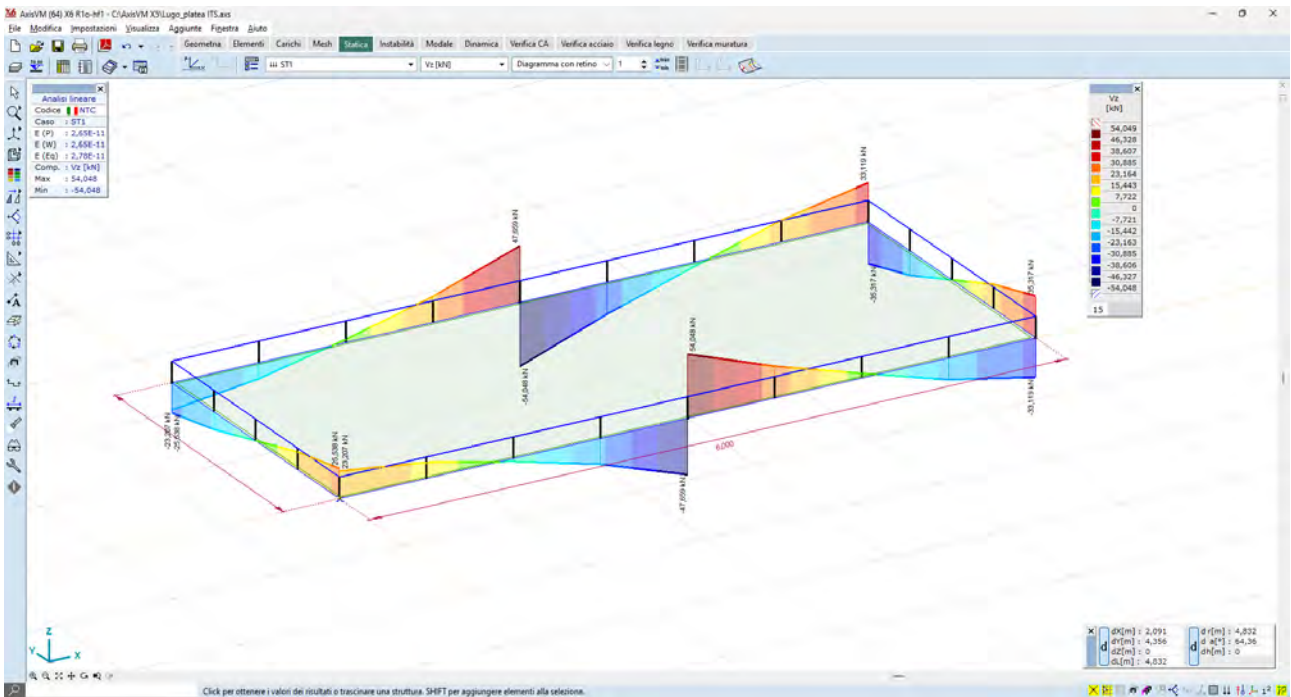 AxisVM (64) X6 R1o-hf1 - C:\AxisVM X5\Lugo_platea ITS.axs
File Modifica Impostazioni Visualizza Aggiunte Finestra Aiuto
Geometria Elementi Carichi Mesh Statica Instabilità Modale Dinamica Verifica CA Verifica acciaio Verifica legno Verifica muratura
ST1 Vz [kN] Diagramma con retino 1
Analisi lineare
Codice NTC
Caso : ST1
E (P) : 2,65E-11
E (W) : 2,65E-11
E (Eq) : 2,78E-11
Comp. : Vz [kN]
Max : 54,048
Min : -54,048
Vz
[kN]
54,049
46,328
38,607
30,885
23,164
15,443
7,722
0
-7,721
-15,442
-23,163
-30,885
-38,606
-46,327
-54,048
15
33,119 kN
47,659 kN
-35,317 kN
35,317 kN
-54,048 kN
54,048 kN
-33,119 kN
-23,207 kN
-25,538 kN
25,538 kN
23,207 kN
-47,659 kN
6,000
Z
Y
X
dX[m] : 2,091
dY[m] : 4,356
dZ[m] : 0
dL[m] : 4,832
d r[m] : 4,832
d a[°] : 64,36
dh[m] : 0
Click per ottenere i valori dei risultati o trascinare una struttura. SHIFT per aggiungere elementi alla selezione.